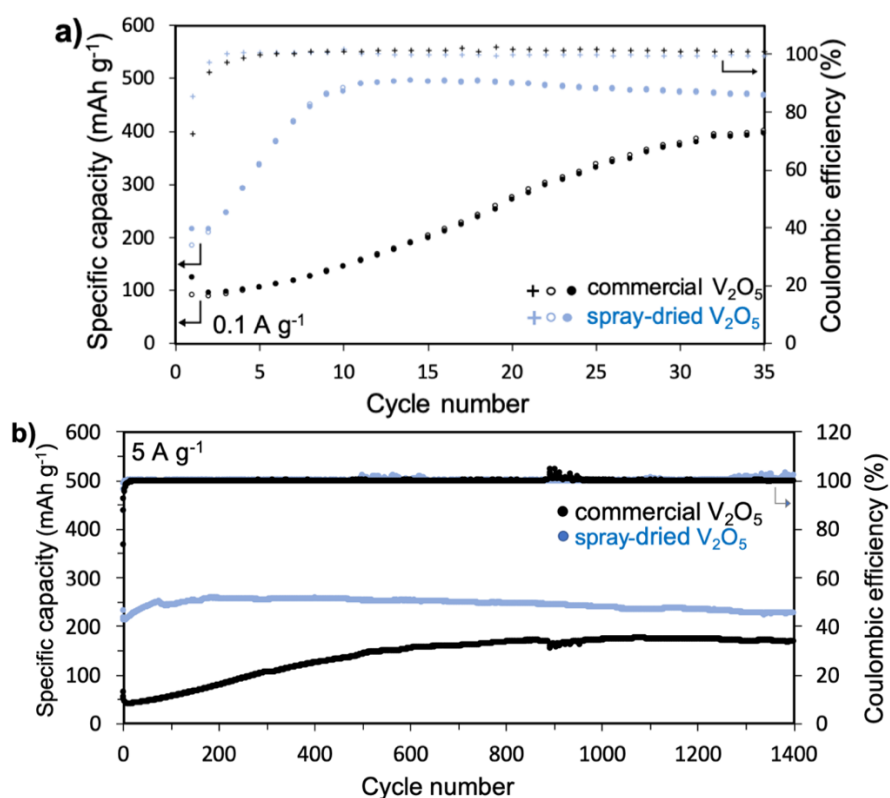 a)
Specific capacity (mAh g⁻¹)
600
500
400
300
200
100
0
0.1 A g⁻¹
+ ○ ● commercial V₂O₅
+ ○ ● spray-dried V₂O₅
100
80
60
40
20
0
Coulombic efficiency (%)
0 5 10 15 20 25 30 35
Cycle number
b)
Specific capacity (mAh g⁻¹)
600
500
400
300
200
100
0
5 A g⁻¹
● commercial V₂O₅
● spray-dried V₂O₅
120
100
80
60
40
20
0
Coulombic efficiency (%)
0 200 400 600 800 1000 1200 1400
Cycle number